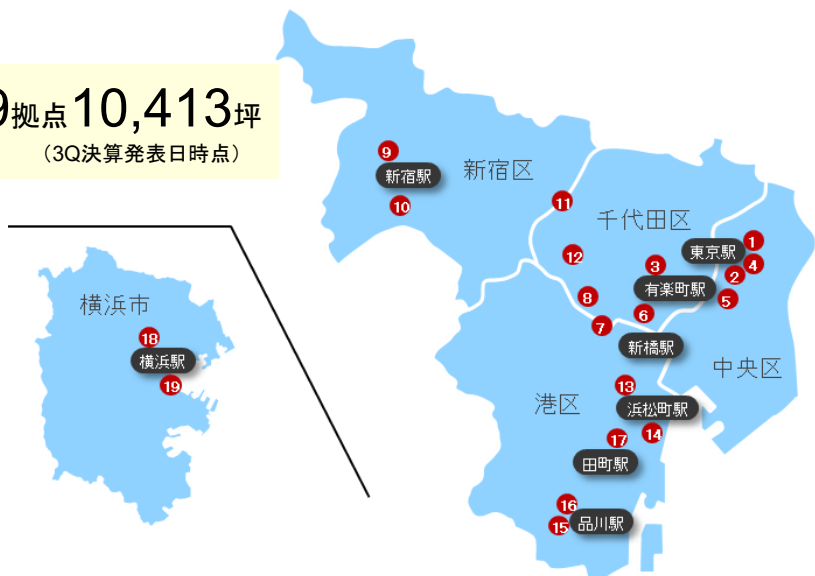 9拠点10,413坪
（3Q決算発表日時点）
9
新宿駅
新宿区
10
11
千代田区
12
1
東京駅
4
3
2
有楽町駅
5
8
6
7
新橋駅
中央区
13
港区
浜松町駅
14
17
田町駅
16
15
品川駅
横浜市
18
横浜駅
19